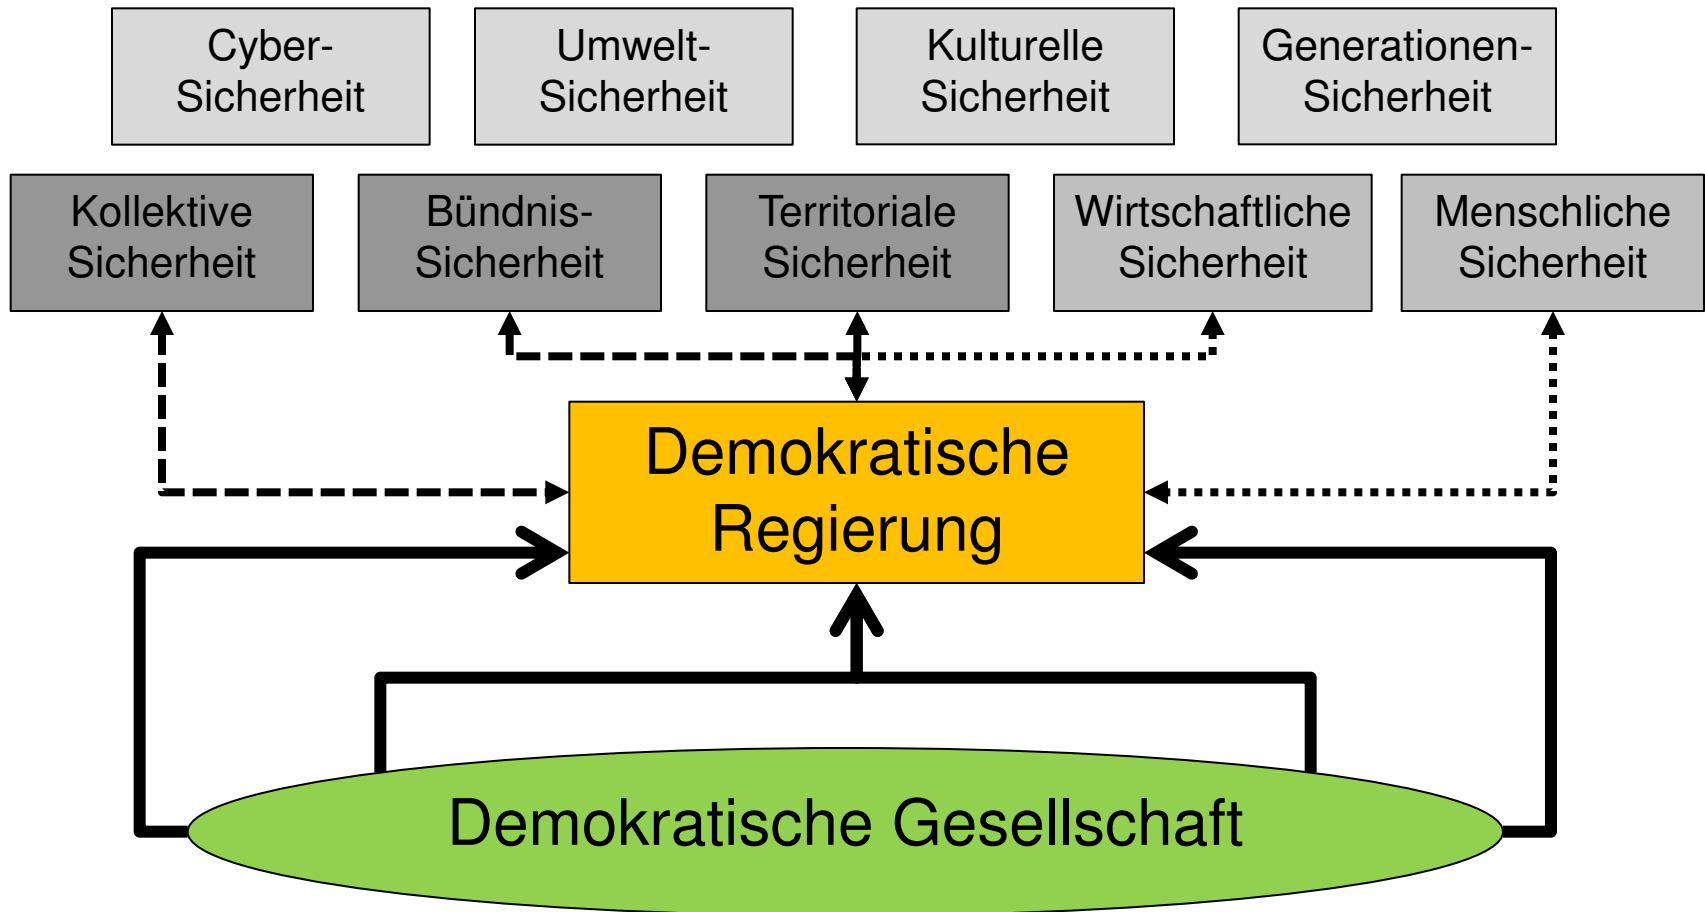 Cyber-
Sicherheit
Umwelt-
Sicherheit
Kulturelle
Sicherheit
Generationen-
Sicherheit
Kollektive
Sicherheit
Bündnis-
Sicherheit
Territoriale
Sicherheit
Wirtschaftliche
Sicherheit
Menschliche
Sicherheit
Demokratische
Regierung
Demokratische Gesellschaft